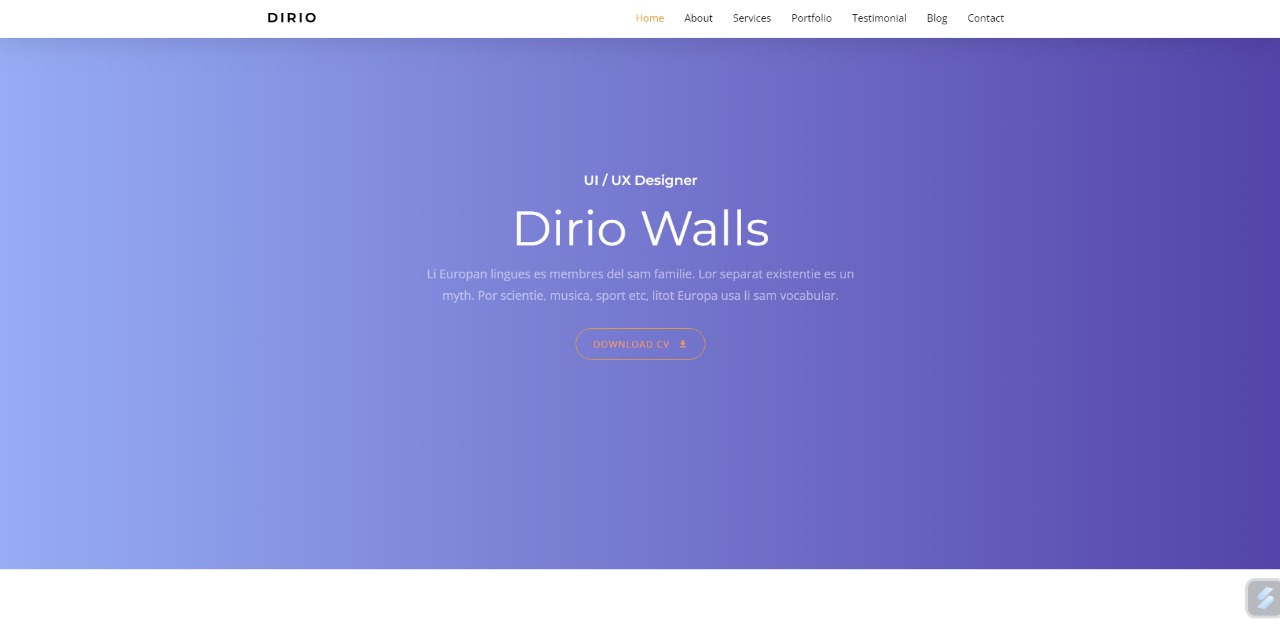 DIRIO
Home About Services Portfolio Testimonial Blog Contact
UI / UX Designer
Dirio Walls
Li Europan lingues es membres del sam familie. Lor separat existentie es un
myth. Por scientie, musica, sport etc, litot Europa usa li sam vocabular.
DOWNLOAD CV